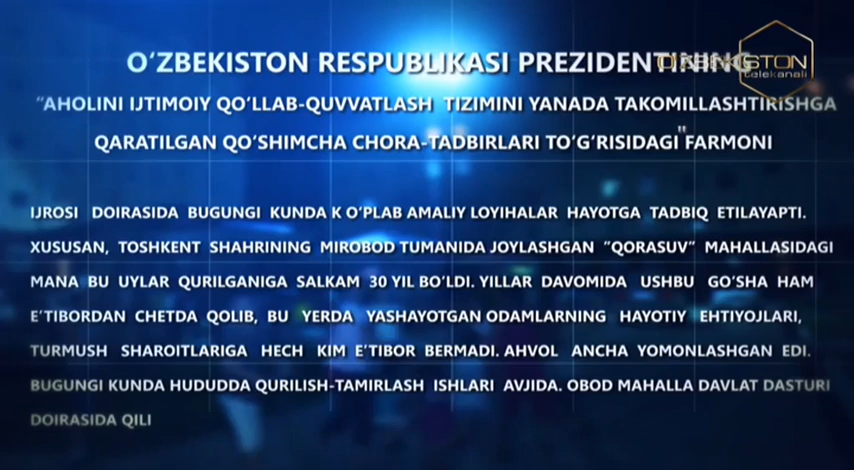 O‘ZBEKISTON RESPUBLIKASI PREZIDENTINING
O‘ZBEKISTON
telekanali
“AHOLINI IJTIMOIY QO‘LLAB-QUVVATLASH TIZIMINI YANADA TAKOMILLASHTIRISHGA
QARATILGAN QO‘SHIMCHA CHORA-TADBIRLARI TO‘G‘RISIDAGI" FARMONI
IJROSI DOIRASIDA BUGUNGI KUNDA K O‘PLAB AMALIY LOYIHALAR HAYOTGA TADBIQ ETILAYAPTI.
XUSUSAN, TOSHKENT SHAHRINING MIROBOD TUMANIDA JOYLASHGAN “QORASUV” MAHALLASIDAGI
MANA BU UYLAR QURILGANIGA SALKAM 30 YIL BO‘LDI. YILLAR DAVOMIDA USHBU GO‘SHA HAM
E’TIBORDAN CHETDA QOLIB, BU YERDA YASHAYOTGAN ODAMLARNING HAYOTIY EHTIYOJLARI,
TURMUSH SHAROITLARIGA HECH KIM E’TIBOR BERMADI. AHVOL ANCHA YOMONLASHGAN EDI.
BUGUNGI KUNDA HUDUDDA QURILISH-TAMIRLASH ISHLARI AVJIDA. OBOD MAHALLA DAVLAT DASTURI
DOIRASIDA QILI